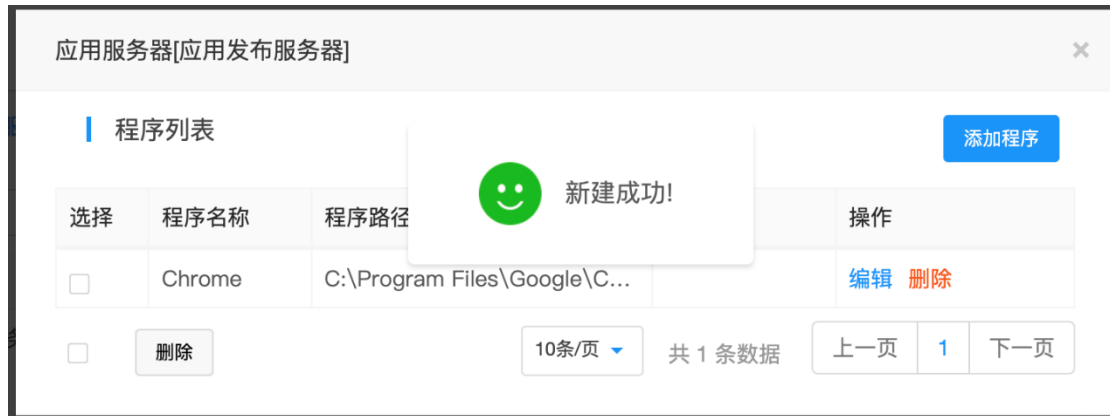 应用服务器[应用发布服务器]
×
程序列表
添加程序
新建成功!
选择 程序名称 程序路径 操作
Chrome C:\Program Files\Google\C... 编辑 删除
删除 10条/页 共 1 条数据 上一页 1 下一页